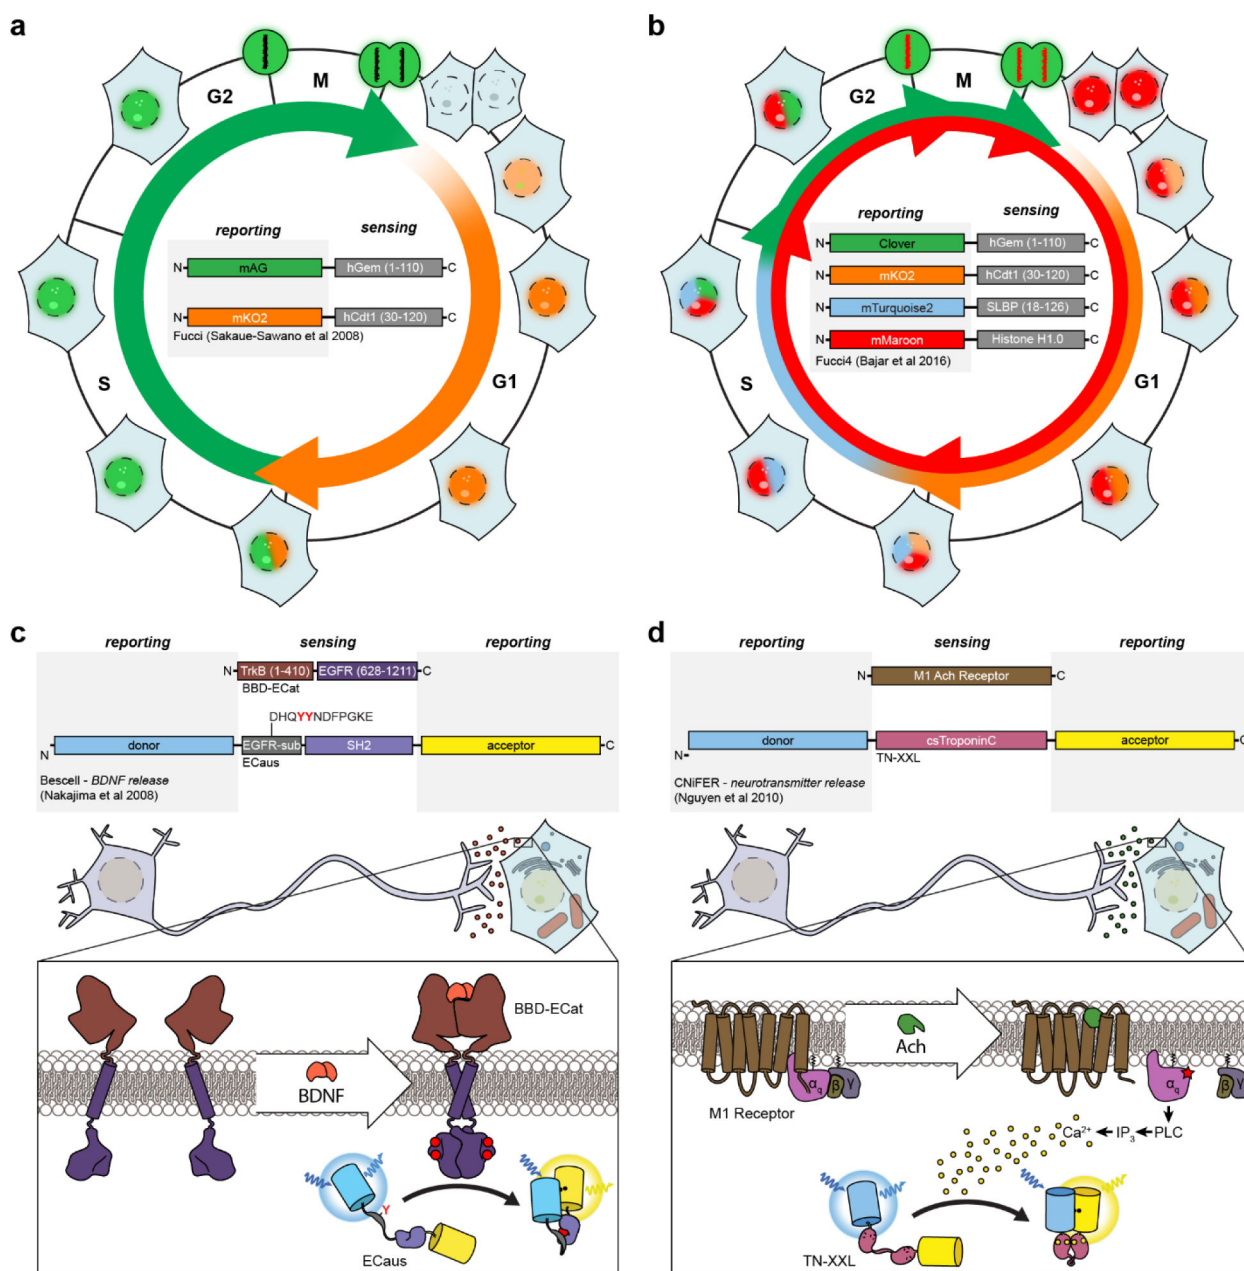 a
G2
M
S
G1
reporting
sensing
N
mAG
hGem (1-110)
C
N
mKO2
hCdt1 (30-120)
C
Fucci (Sakaue-Sawano et al 2008)
b
G2
M
S
G1
reporting
sensing
N
Clover
hGem (1-110)
C
N
mKO2
hCdt1 (30-120)
C
N
mTurquoise2
SLBP (18-126)
C
N
mMaroon
Histone H1.0
C
Fucci4 (Bajar et al 2016)
c
reporting
sensing
reporting
N
TrkB (1-410)
EGFR (628-1211)
C
BBD-ECat
DHQYYNDFPGKE
N
donor
EGFR-sub
SH2
acceptor
C
ECaus
Bescell - BDNF release
(Nakajima et al 2008)
BBD-ECat
BDNF
Y
ECaus
d
reporting
sensing
reporting
N
M1 Ach Receptor
C
N
donor
csTroponinC
acceptor
C
TN-XXL
CNiFER - neurotransmitter release
(Nguyen et al 2010)
Ach
αq
β
γ
M1 Receptor
αq
β
γ
Ca2+
IP3
PLC
TN-XXL